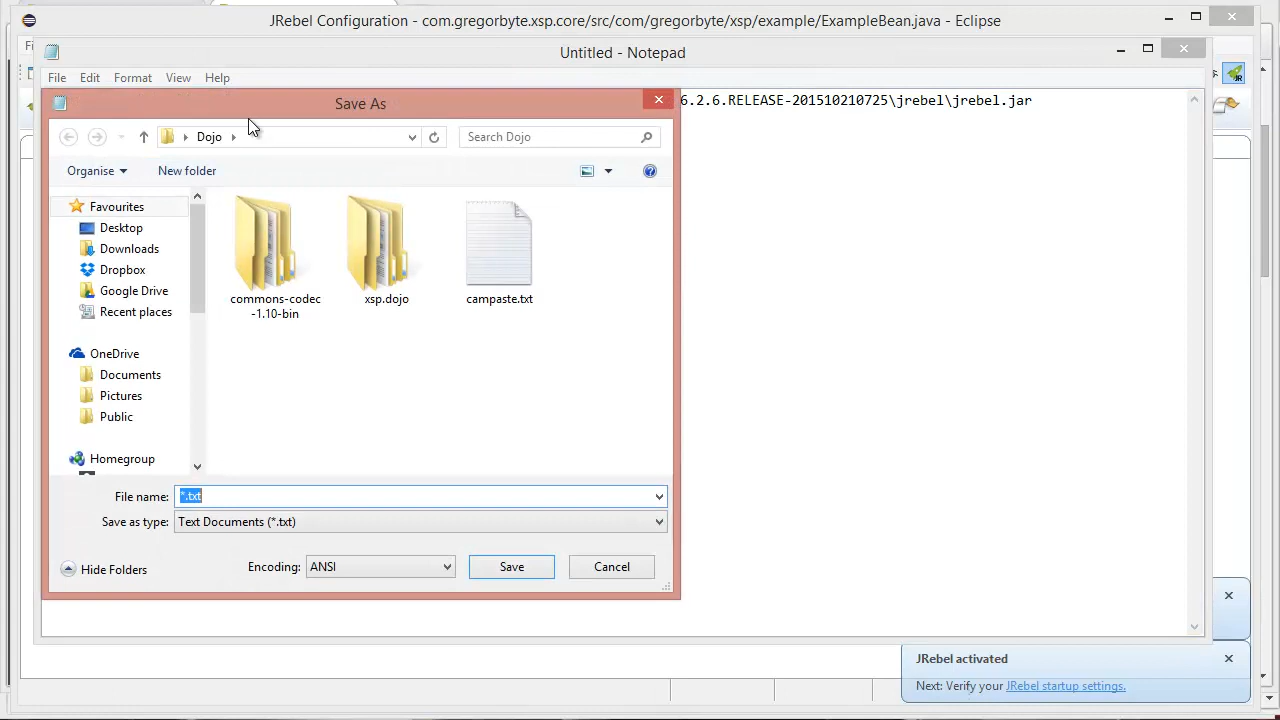 JRebel Configuration - com.gregorbyte.xsp.core/src/com/gregorbyte/xsp/example/ExampleBean.java - Eclipse
Untitled - Notepad
File Edit Format View Help
Save As
6.2.6.RELEASE-201510210725\jrebel\jrebel.jar
Dojo
Search Dojo
Organise
New folder
Favourites
Desktop
Downloads
Dropbox
Google Drive
Recent places
OneDrive
Documents
Pictures
Public
Homegroup
commons-codec
-1.10-bin
xsp.dojo
campaste.txt
File name: *.txt
Save as type: Text Documents (*.txt)
Hide Folders
Encoding: ANSI
Save
Cancel
JRebel activated
Next: Verify your JRebel startup settings.